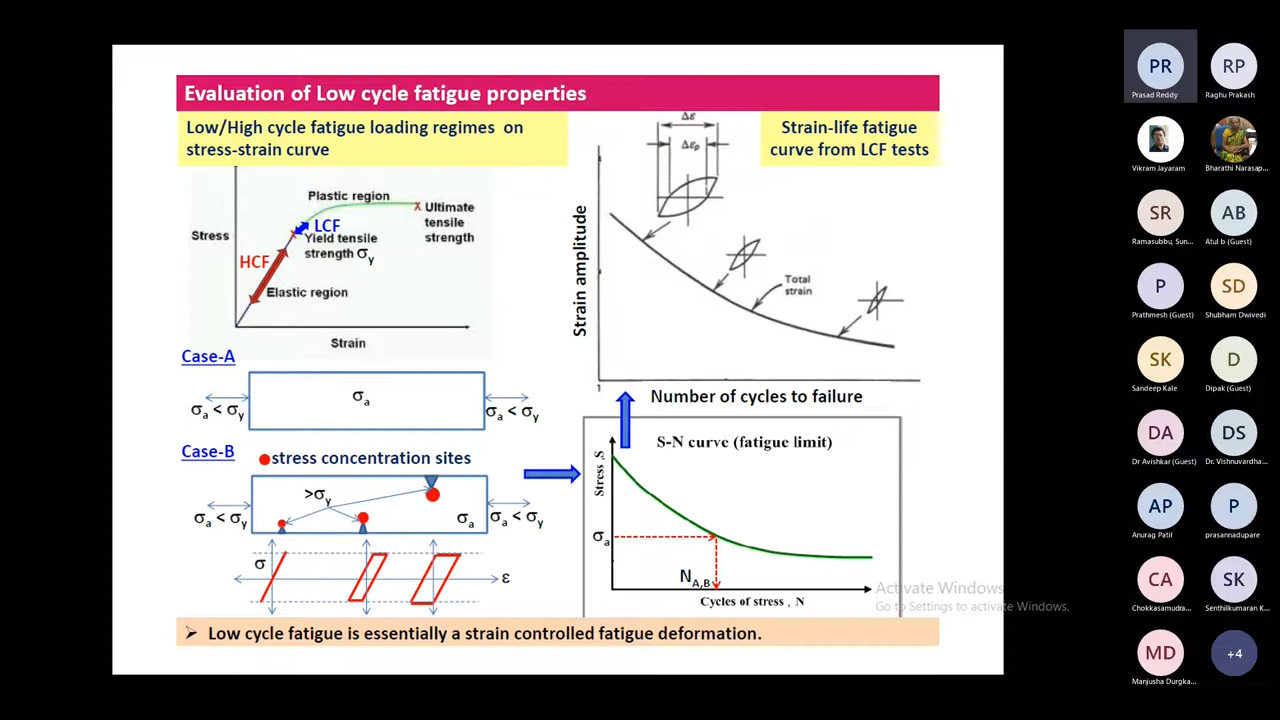 Evaluation of Low cycle fatigue properties
Low/High cycle fatigue loading regimes on
stress-strain curve
Plastic region
Ultimate
tensile
strength
LCF
Yield tensile
strength σy
Stress
HCF
Elastic region
Strain
Δε
Δεp
Strain-life fatigue
curve from LCF tests
Strain amplitude
Total
strain
1
Number of cycles to failure
Case-A
σa
σa < σy
σa < σy
Case-B
stress concentration sites
>σy
σa < σy
σa
σa < σy
σ
ε
S-N curve (fatigue limit)
Stress ,S
σa
NA,B
Cycles of stress , N
➢ Low cycle fatigue is essentially a strain controlled fatigue deformation.
Activate Windows
Go to Settings to activate Windows.
PR
Prasad Reddy
RP
Raghu Prakash
Vikram Jayaram
Bharathi Narasap...
SR
Ramasubbu, Sun...
AB
Atul b (Guest)
P
Prathmesh (Guest)
SD
Shubham Dwivedi
SK
Sandeep Kale
D
Dipak (Guest)
DA
Dr Avishkar (Guest)
DS
Dr. Vishnuvardha...
AP
Anurag Patil
P
prasannadupare
CA
Chokkasamudra...
SK
Senthilkumaran K...
MD
Manjusha Durgka...
+4